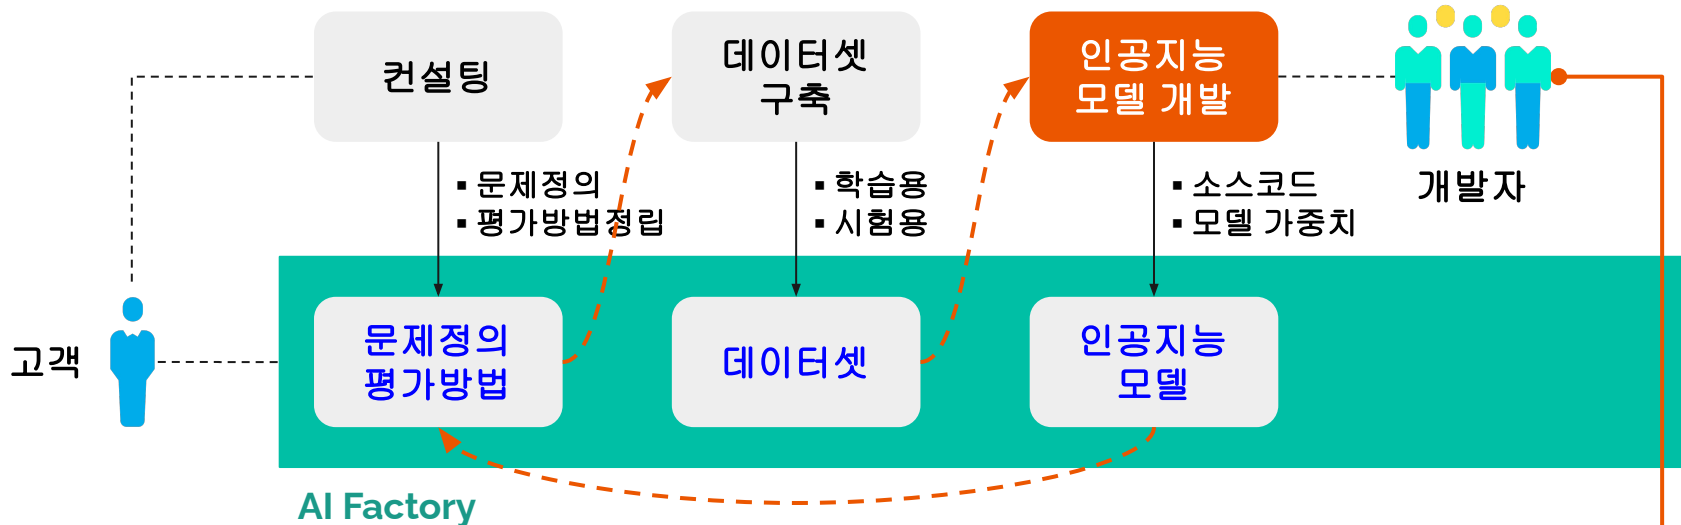 컨설팅
데이터셋
구축
인공지능
모델 개발
▪ 문제정의
▪ 평가방법정립
▪ 학습용
▪ 시험용
▪ 소스코드
▪ 모델 가중치
개발자
고객
문제정의
평가방법
데이터셋
인공지능
모델
AI Factory